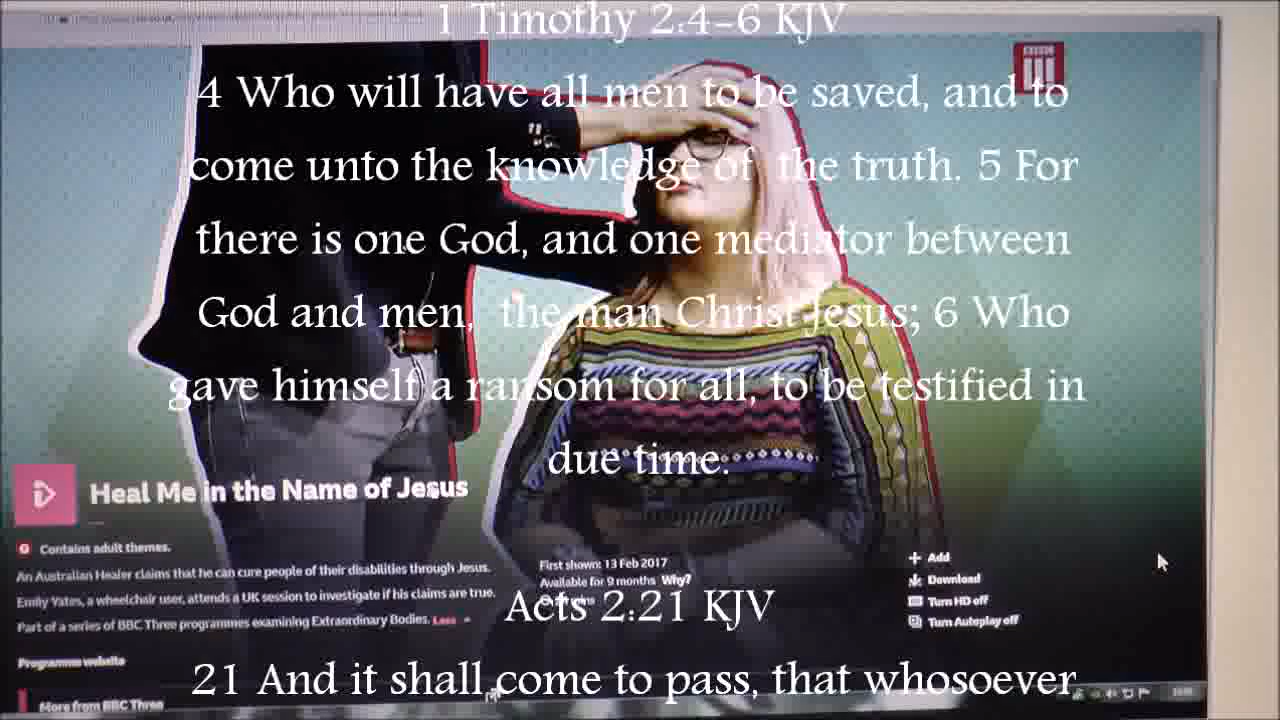 1 Timothy 2:4-6 KJV
4 Who will have all men to be saved, and to
come unto the knowledge of the truth. 5 For
there is one God, and one mediator between
God and men, the man Christ Jesus; 6 Who
gave himself a ransom for all, to be testified in
due time.
Heal Me in the Name of Jesus
Contains adult themes.
An Australian Healer claims that he can cure people of their disabilities through Jesus.
Emily Yates, a wheelchair user, attends a UK session to investigate if his claims are true.
Part of a series of BBC Three programmes examining Extraordinary Bodies. Less
Programme website
More from BBC Three
First shown: 13 Feb 2017
Available for 9 months Why?
Add
Download
Turn HD off
Turn Autoplay off
Acts 2:21 KJV
21 And it shall come to pass, that whosoever